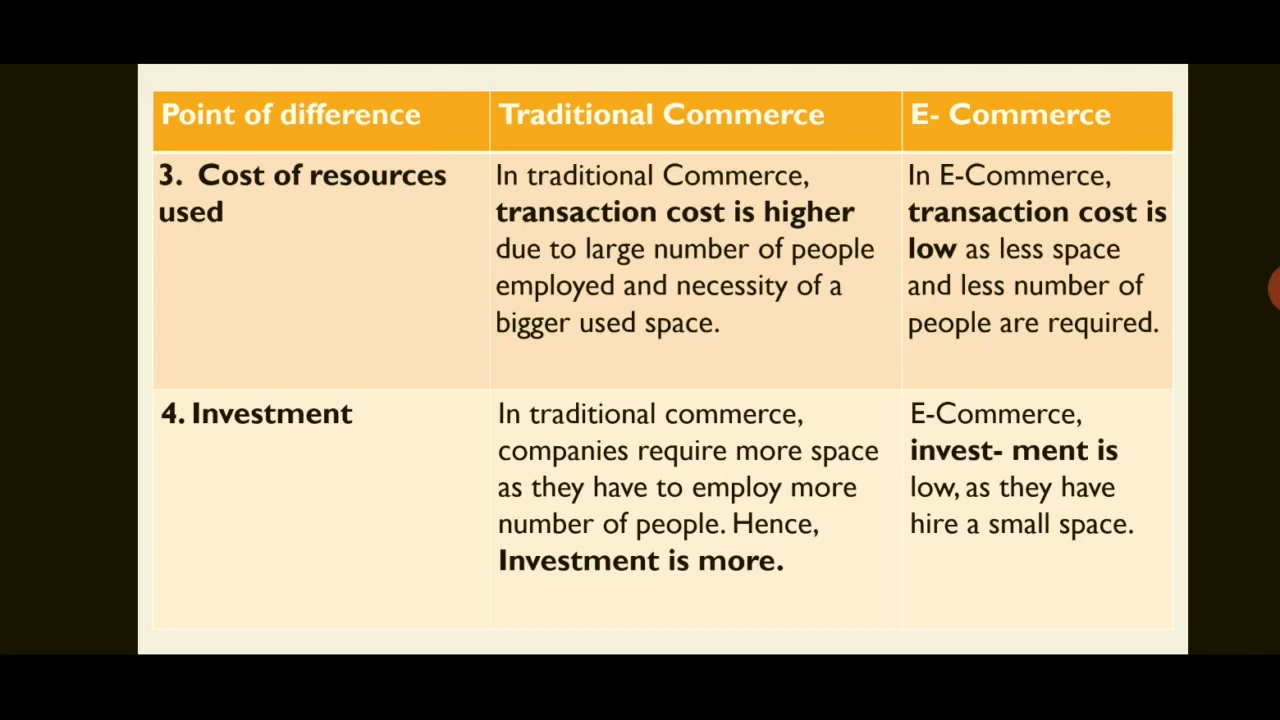 Point of difference
Traditional Commerce
E- Commerce
3. Cost of resources
used
In traditional Commerce,
transaction cost is higher
due to large number of people
employed and necessity of a
bigger used space.
In E-Commerce,
transaction cost is
low as less space
and less number of
people are required.
4. Investment
In traditional commerce,
companies require more space
as they have to employ more
number of people. Hence,
Investment is more.
E-Commerce,
invest- ment is
low, as they have
hire a small space.